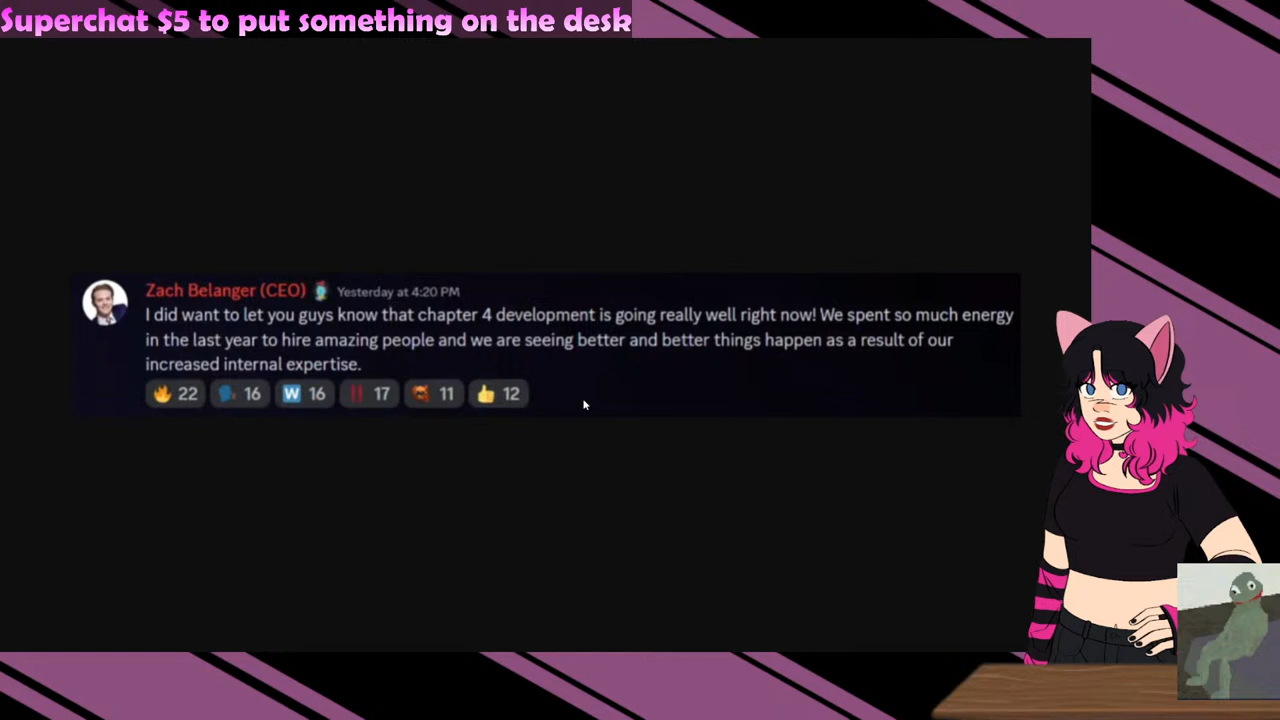 Superchat $5 to put something on the desk
Zach Belanger (CEO) Yesterday at 4:20 PM
I did want to let you guys know that chapter 4 development is going really well right now! We spent so much energy
in the last year to hire amazing people and we are seeing better and better things happen as a result of our
increased internal expertise.
22 16 W 16 17 11 12